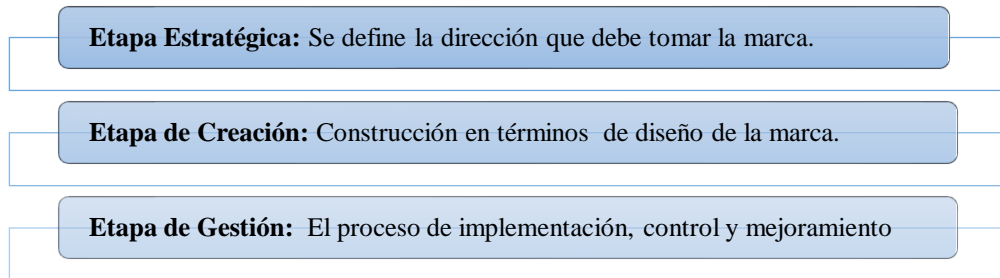 Etapa Estratégica: Se define la dirección que debe tomar la marca.
Etapa de Creación: Construcción en términos de diseño de la marca.
Etapa de Gestión: El proceso de implementación, control y mejoramiento